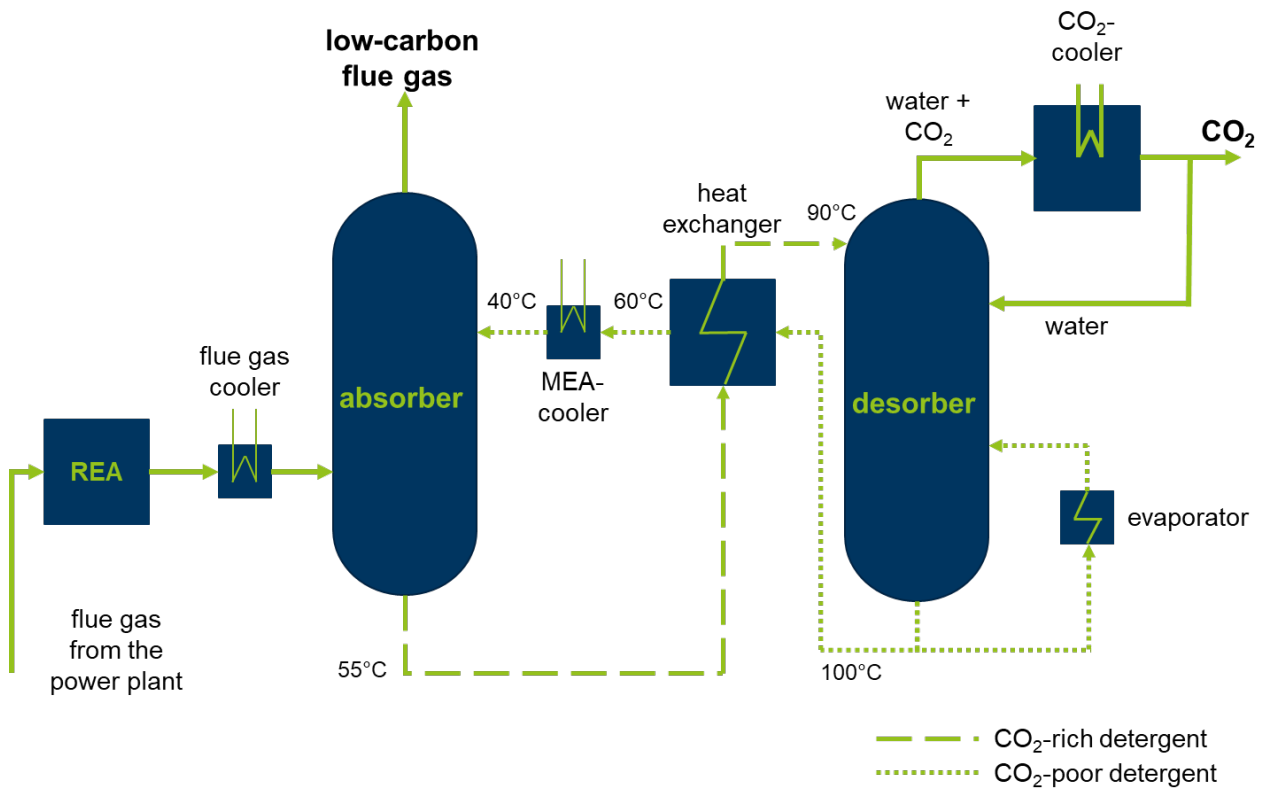 low-carbon
flue gas
CO₂-
cooler
water +
CO₂
CO₂
heat
exchanger
90°C
40°C
60°C
water
flue gas
cooler
MEA-
cooler
absorber
desorber
REA
evaporator
flue gas
from the
power plant
55°C
100°C
CO₂-rich detergent
CO₂-poor detergent